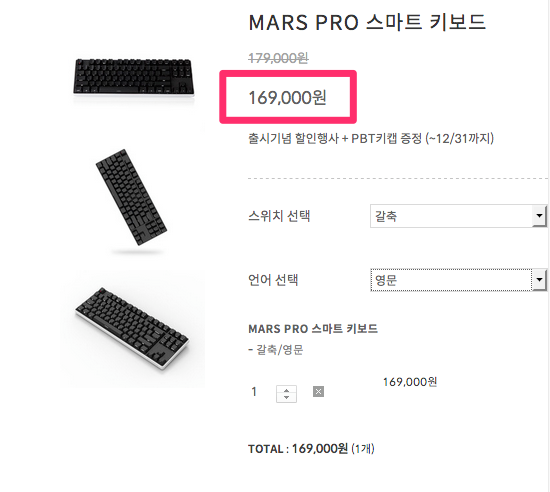 MARS PRO 스마트 키보드
179,000원
169,000원
출시기념 할인행사 + PBT키캡 증정 (~12/31까지)
스위치 선택 갈축
언어 선택 영문
MARS PRO 스마트 키보드
- 갈축/영문
1 169,000원
TOTAL : 169,000원 (1개)